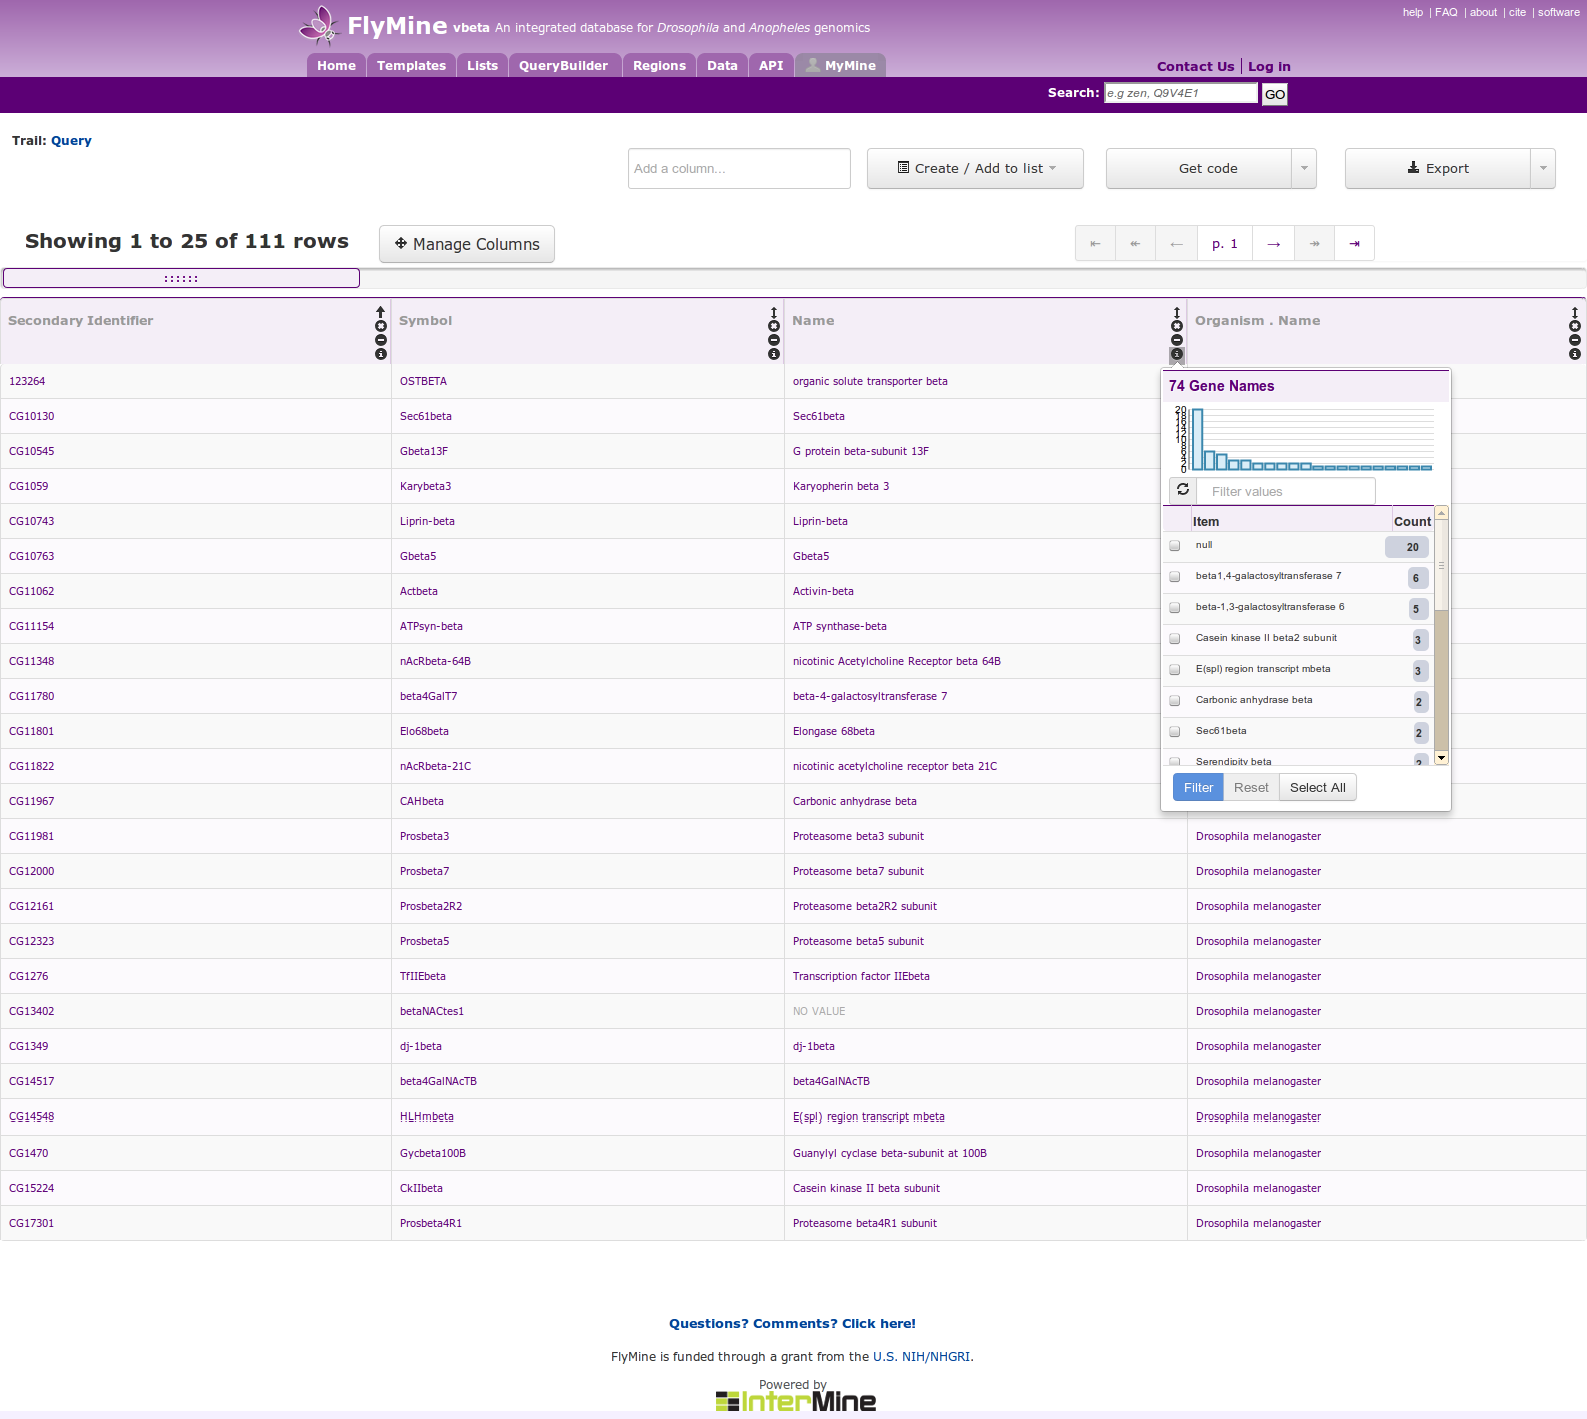 help | FAQ | about | cite | software
FlyMine vbeta An integrated database for Drosophila and Anopheles genomics
Home Templates Lists QueryBuilder Regions Data API MyMine Contact Us | Log in
Search: e.g zen, Q9V4E1 GO
Trail: Query
Add a column... Create / Add to list Get code Export
Showing 1 to 25 of 111 rows Manage Columns p. 1
Secondary Identifier Symbol Name Organism . Name
123264 OSTBETA organic solute transporter beta
CG10130 Sec61beta Sec61beta
CG10545 Gbeta13F G protein beta-subunit 13F
CG1059 Karybeta3 Karyopherin beta 3
CG10743 Liprin-beta Liprin-beta
CG10763 Gbeta5 Gbeta5
CG11062 Actbeta Activin-beta
CG11154 ATPsyn-beta ATP synthase-beta
CG11348 nAcRbeta-64B nicotinic Acetylcholine Receptor beta 64B
CG11780 beta4GalT7 beta-4-galactosyltransferase 7
CG11801 Elo68beta Elongase 68beta
CG11822 nAcRbeta-21C nicotinic acetylcholine receptor beta 21C
CG11967 CAHbeta Carbonic anhydrase beta
74 Gene Names
20
18
16
14
12
10
8
6
4
2
0
Filter values
Item Count
null 20
beta1,4-galactosyltransferase 7 6
beta-1,3-galactosyltransferase 6 5
Casein kinase II beta2 subunit 3
E(spl) region transcript mbeta 3
Carbonic anhydrase beta 2
Sec61beta 2
Serendipity beta 2
Filter Reset Select All
CG11981 Prosbeta3 Proteasome beta3 subunit Drosophila melanogaster
CG12000 Prosbeta7 Proteasome beta7 subunit Drosophila melanogaster
CG12161 Prosbeta2R2 Proteasome beta2R2 subunit Drosophila melanogaster
CG12323 Prosbeta5 Proteasome beta5 subunit Drosophila melanogaster
CG1276 TfIIEbeta Transcription factor IIEbeta Drosophila melanogaster
CG13402 betaNACtes1 NO VALUE Drosophila melanogaster
CG1349 dj-1beta dj-1beta Drosophila melanogaster
CG14517 beta4GalNAcTB beta4GalNAcTB Drosophila melanogaster
CG14548 HLHmbeta E(spl) region transcript mbeta Drosophila melanogaster
CG1470 Gycbeta100B Guanylyl cyclase beta-subunit at 100B Drosophila melanogaster
CG15224 CkIIbeta Casein kinase II beta subunit Drosophila melanogaster
CG17301 Prosbeta4R1 Proteasome beta4R1 subunit Drosophila melanogaster
Questions? Comments? Click here!
FlyMine is funded through a grant from the U.S. NIH/NHGRI.
Powered by
InterMine